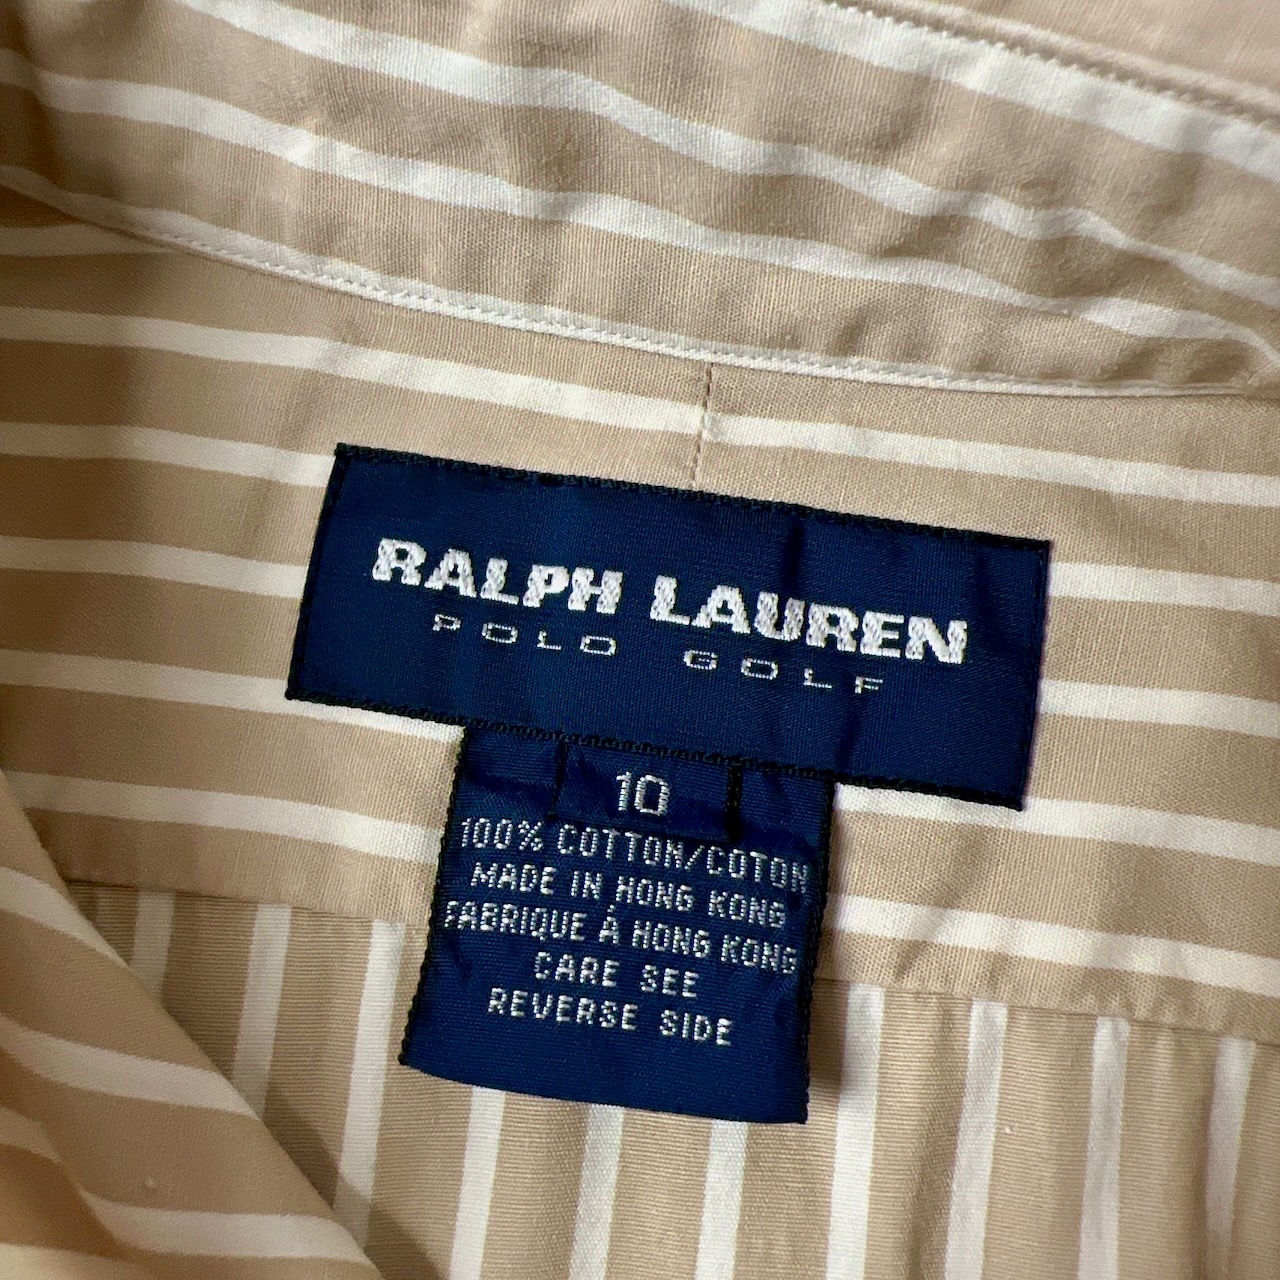 RALPH LAUREN
POLO GOLF
10
100% COTTON/COTON
MADE IN HONG KONG
FABRIQUE À HONG KONG
CARE SEE
REVERSE SIDE